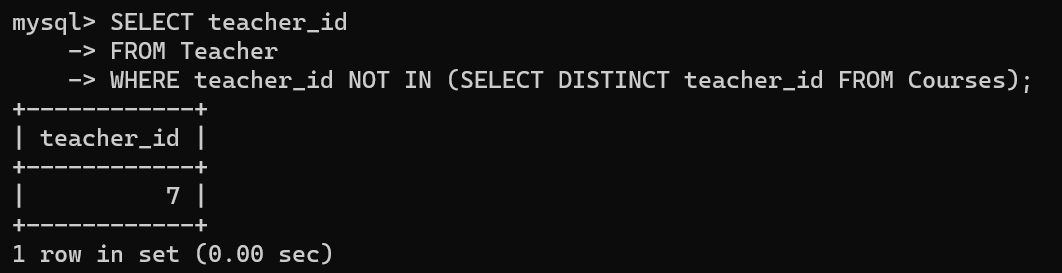 mysql> SELECT teacher_id
    -> FROM Teacher
    -> WHERE teacher_id NOT IN (SELECT DISTINCT teacher_id FROM Courses);
+------------+
| teacher_id |
+------------+
|          7 |
+------------+
1 row in set (0.00 sec)